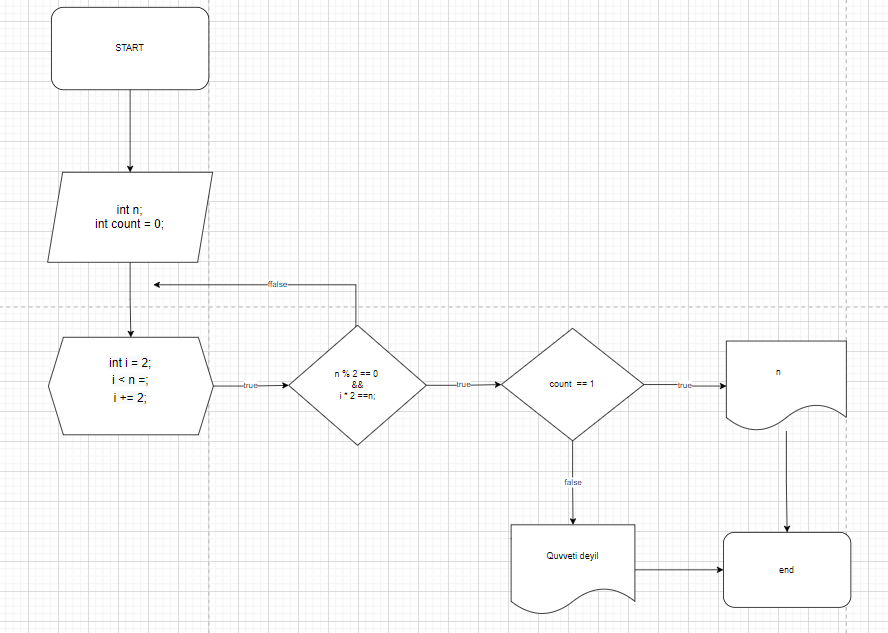 START
int n;
int count = 0;
ffalse
int i = 2;
i < n =;
i += 2;
true
n % 2 == 0
&&
i * 2 ==n;
true
count == 1
true
n
false
Quvveti deyil
end